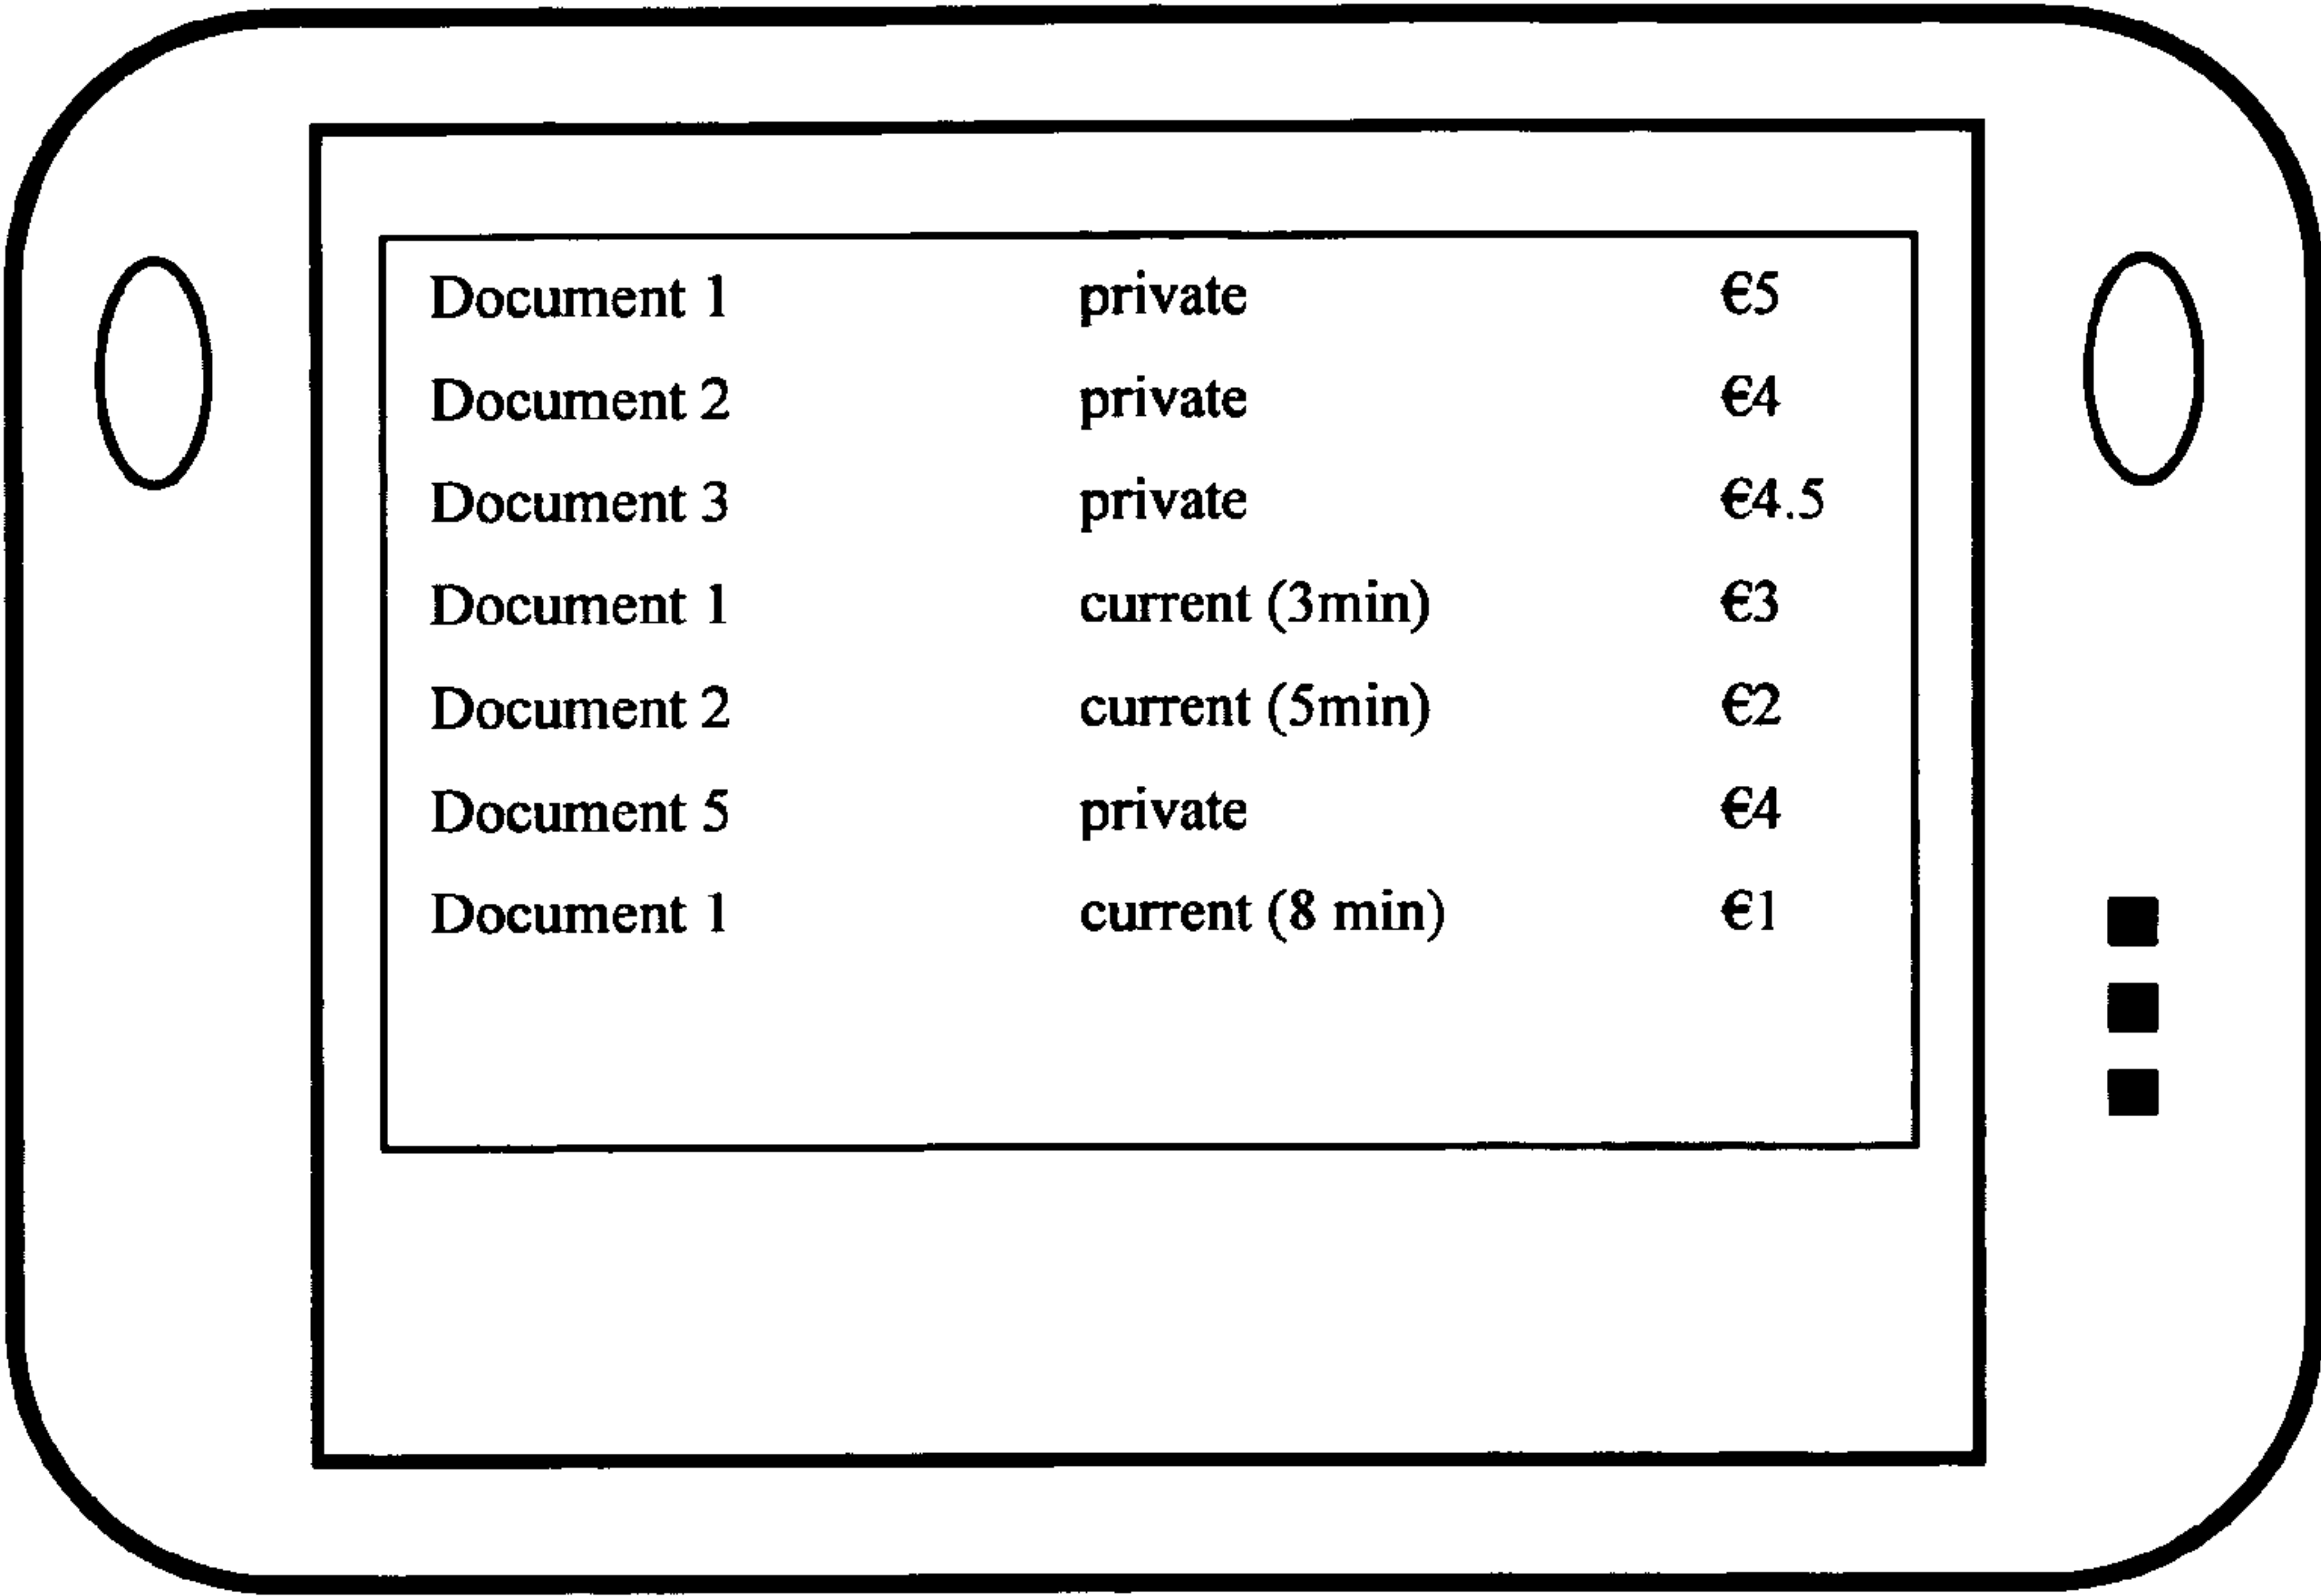 Document 1 private €5
Document 2 private €4
Document 3 private €4.5
Document 1 current (3min) €3
Document 2 current (5min) €2
Document 5 private €4
Document 1 current (8 min) €1